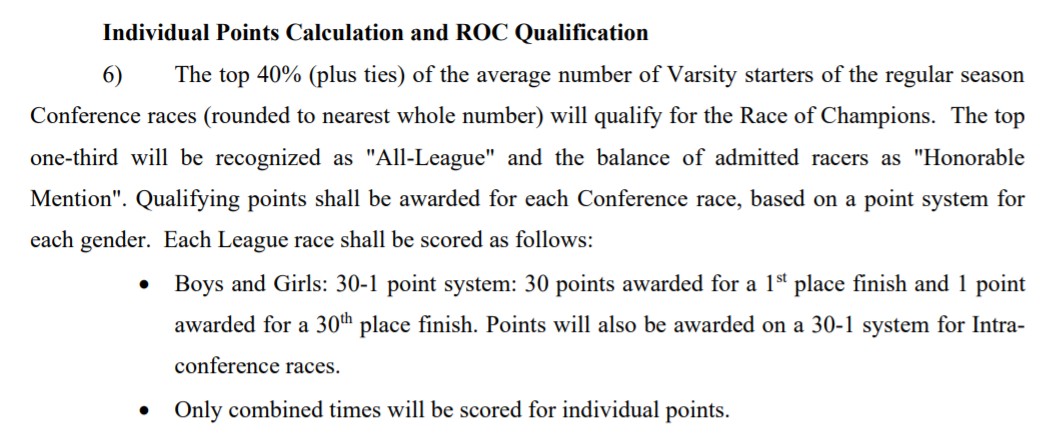 Individual Points Calculation and ROC Qualification
6) The top 40% (plus ties) of the average number of Varsity starters of the regular season
Conference races (rounded to nearest whole number) will qualify for the Race of Champions. The top
one-third will be recognized as "All-League" and the balance of admitted racers as "Honorable
Mention". Qualifying points shall be awarded for each Conference race, based on a point system for
each gender. Each League race shall be scored as follows:
• Boys and Girls: 30-1 point system: 30 points awarded for a 1st place finish and 1 point
awarded for a 30th place finish. Points will also be awarded on a 30-1 system for Intra-
conference races.
• Only combined times will be scored for individual points.